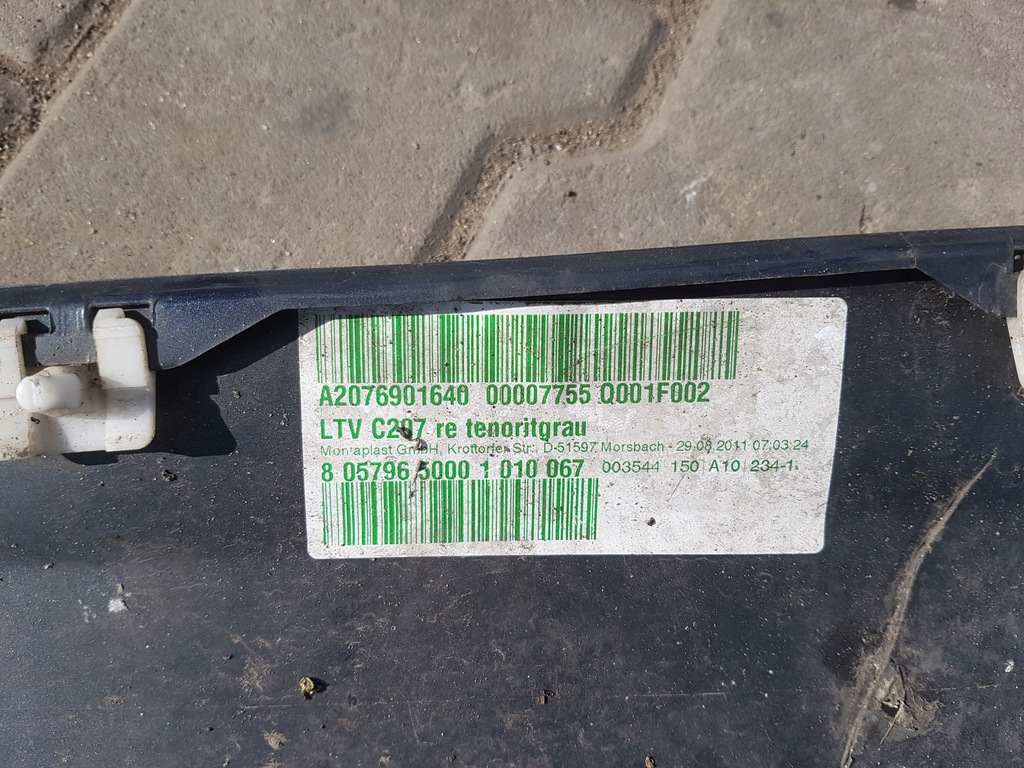 A2076901640 00007755 Q001F002
LTV C207 re tenoritgrau
Montaplast GmbH, Krottorfer Str., D-51597 Morsbach - 29.08.2011 07:03:24
8 05796 5000 1 010 067 003544 150 A10 234-1